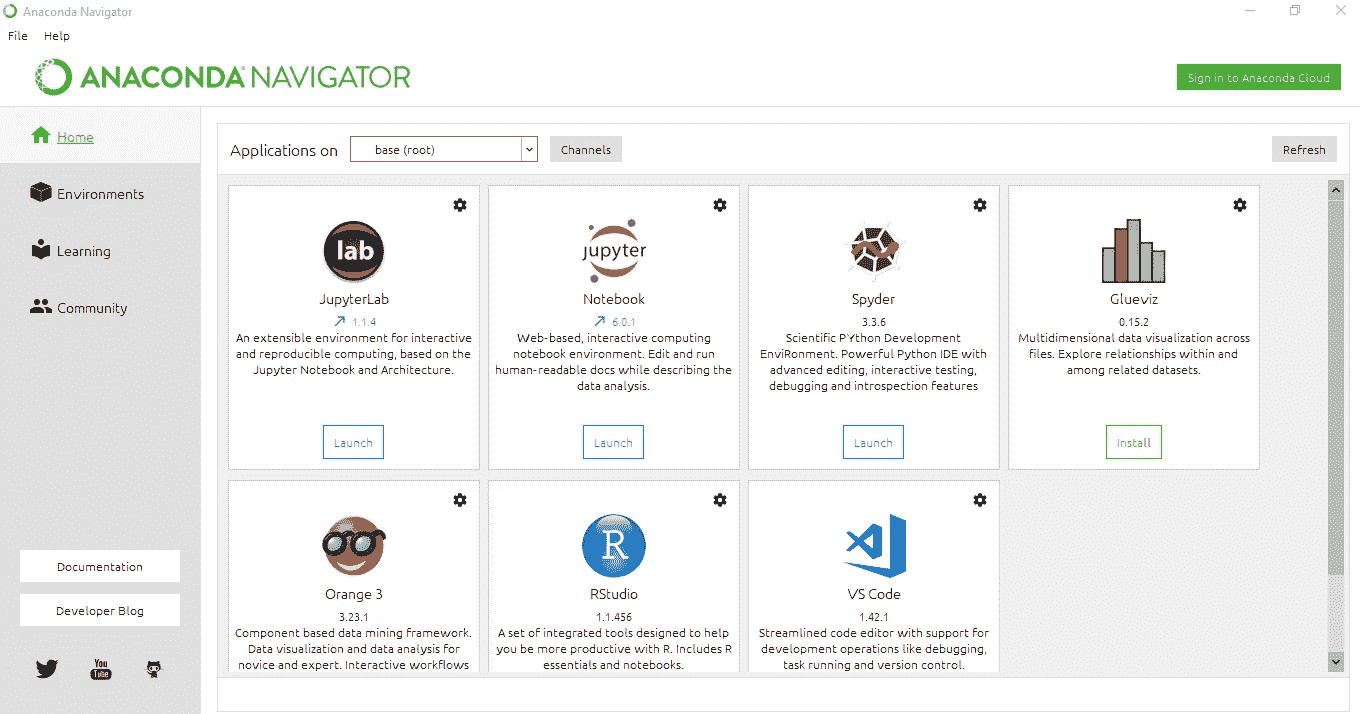 Anaconda Navigator
File Help
ANACONDA NAVIGATOR
Sign in to Anaconda Cloud
Home
Environments
Learning
Community
Documentation
Developer Blog
You
Tube
Applications on base (root) Channels Refresh
lab
JupyterLab
1.1.4
An extensible environment for interactive
and reproducible computing, based on the
Jupyter Notebook and Architecture.
Launch
jupyter
Notebook
6.0.1
Web-based, interactive computing
notebook environment. Edit and run
human-readable docs while describing the
data analysis.
Launch
Spyder
3.3.6
Scientific PYthon Development
EnviRonment. Powerful Python IDE with
advanced editing, interactive testing,
debugging and introspection features
Launch
Glueviz
0.15.2
Multidimensional data visualization across
files. Explore relationships within and
among related datasets.
Install
Orange 3
3.23.1
Component based data mining framework.
Data visualization and data analysis for
novice and expert. Interactive workflows
R
RStudio
1.1.456
A set of integrated tools designed to help
you be more productive with R. Includes R
essentials and notebooks.
VS Code
1.42.1
Streamlined code editor with support for
development operations like debugging,
task running and version control.